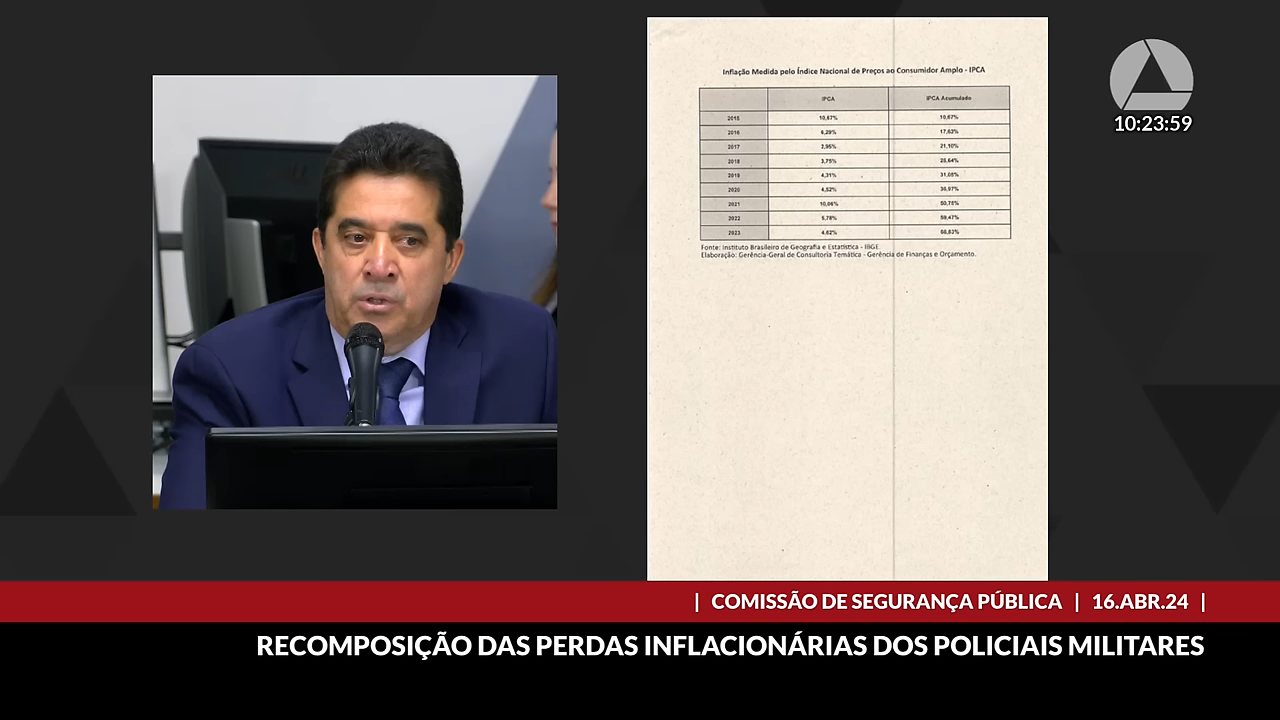 Inflação Medida pelo Índice Nacional de Preços ao Consumidor Amplo - IPCA
IPCA IPCA Acumulado
2015 10,67% 10,67%
2016 6,29% 17,63%
2017 2,95% 21,10%
2018 3,75% 25,64%
2019 4,31% 31,05%
2020 4,52% 36,97%
2021 10,06% 50,75%
2022 5,78% 59,47%
2023 4,62%
Fonte: Instituto Brasileiro de Geografia e Estatística - IBGE.
Elaboração: Gerência-Geral de Consultoria Temática - Gerência de Finanças e Orçamento.
10:23:59
| COMISSÃO DE SEGURANÇA PÚBLICA | 16.ABR.24 |
RECOMPOSIÇÃO DAS PERDAS INFLACIONÁRIAS DOS POLICIAIS MILITARES